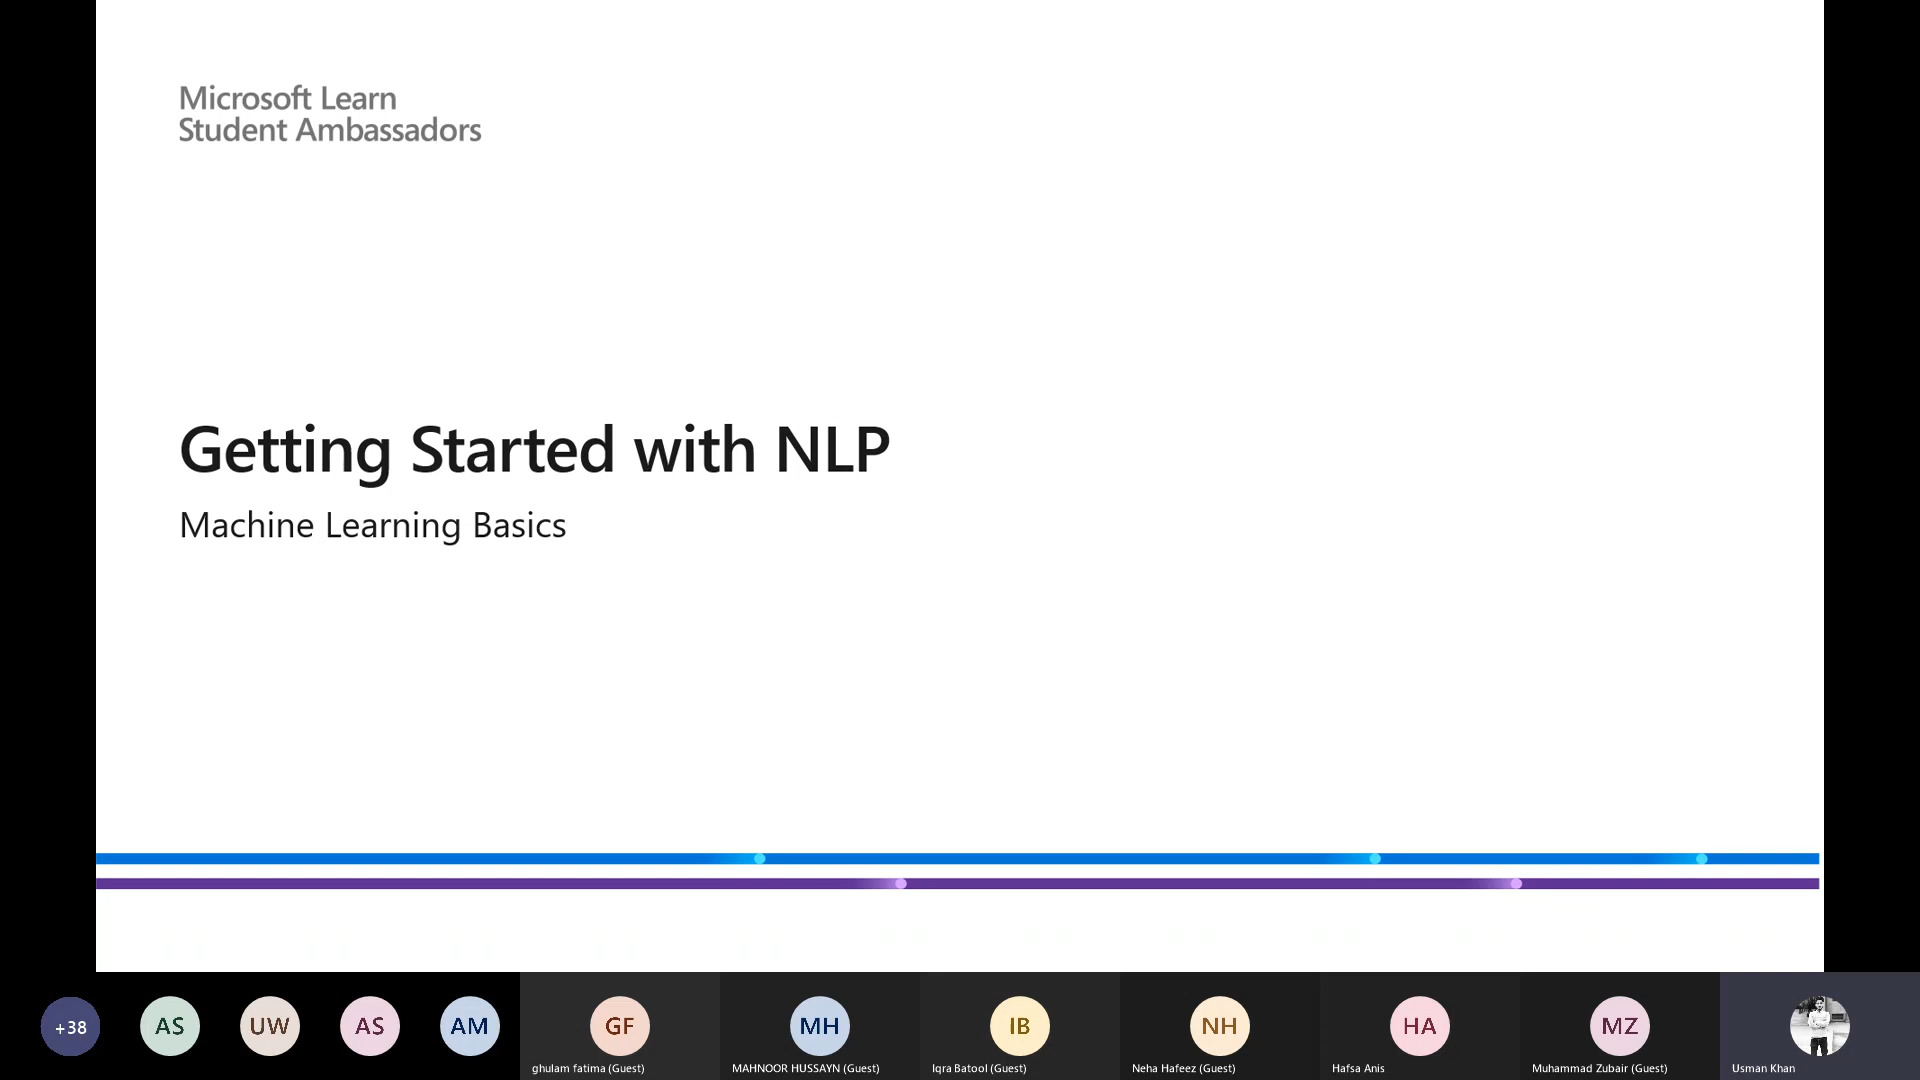 Microsoft Learn
Student Ambassadors
Getting Started with NLP
Machine Learning Basics
+38
AS
UW
AS
AM
GF
MH
IB
NH
HA
MZ
ghulam fatima (Guest)
MAHNOOR HUSSAYN (Guest)
Iqra Batool (Guest)
Neha Hafeez (Guest)
Hafsa Anis
Muhammad Zubair (Guest)
Usman Khan